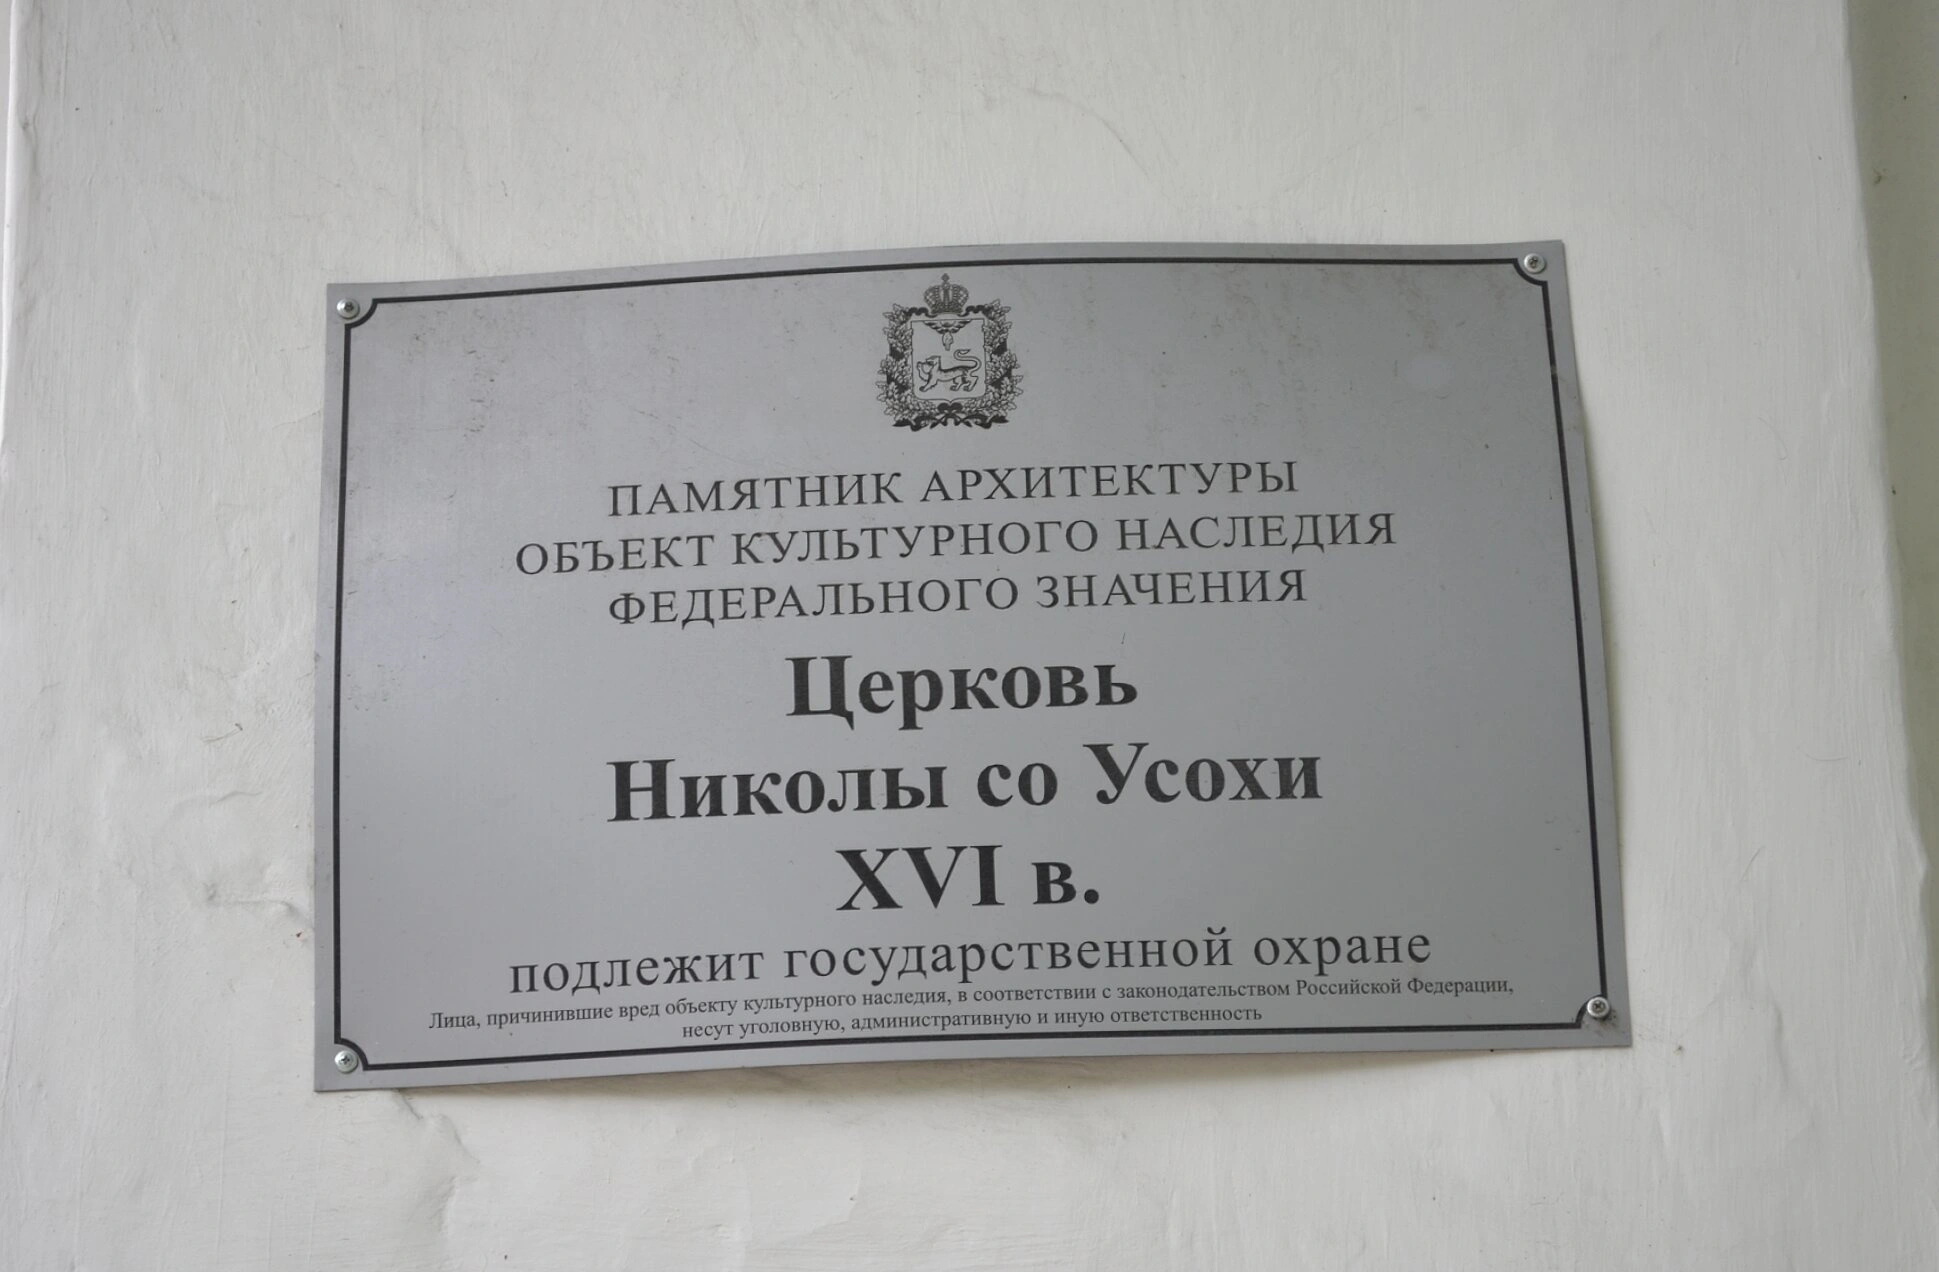 ПАМЯТНИК АРХИТЕКТУРЫ
ОБЪЕКТ КУЛЬТУРНОГО НАСЛЕДИЯ
ФЕДЕРАЛЬНОГО ЗНАЧЕНИЯ
Церковь
Николы со Усохи
XVI в.
подлежит государственной охране
Лица, причинившие вред объекту культурного наследия, в соответствии с законодательством Российской Федерации,
несут уголовную, административную и иную ответственность